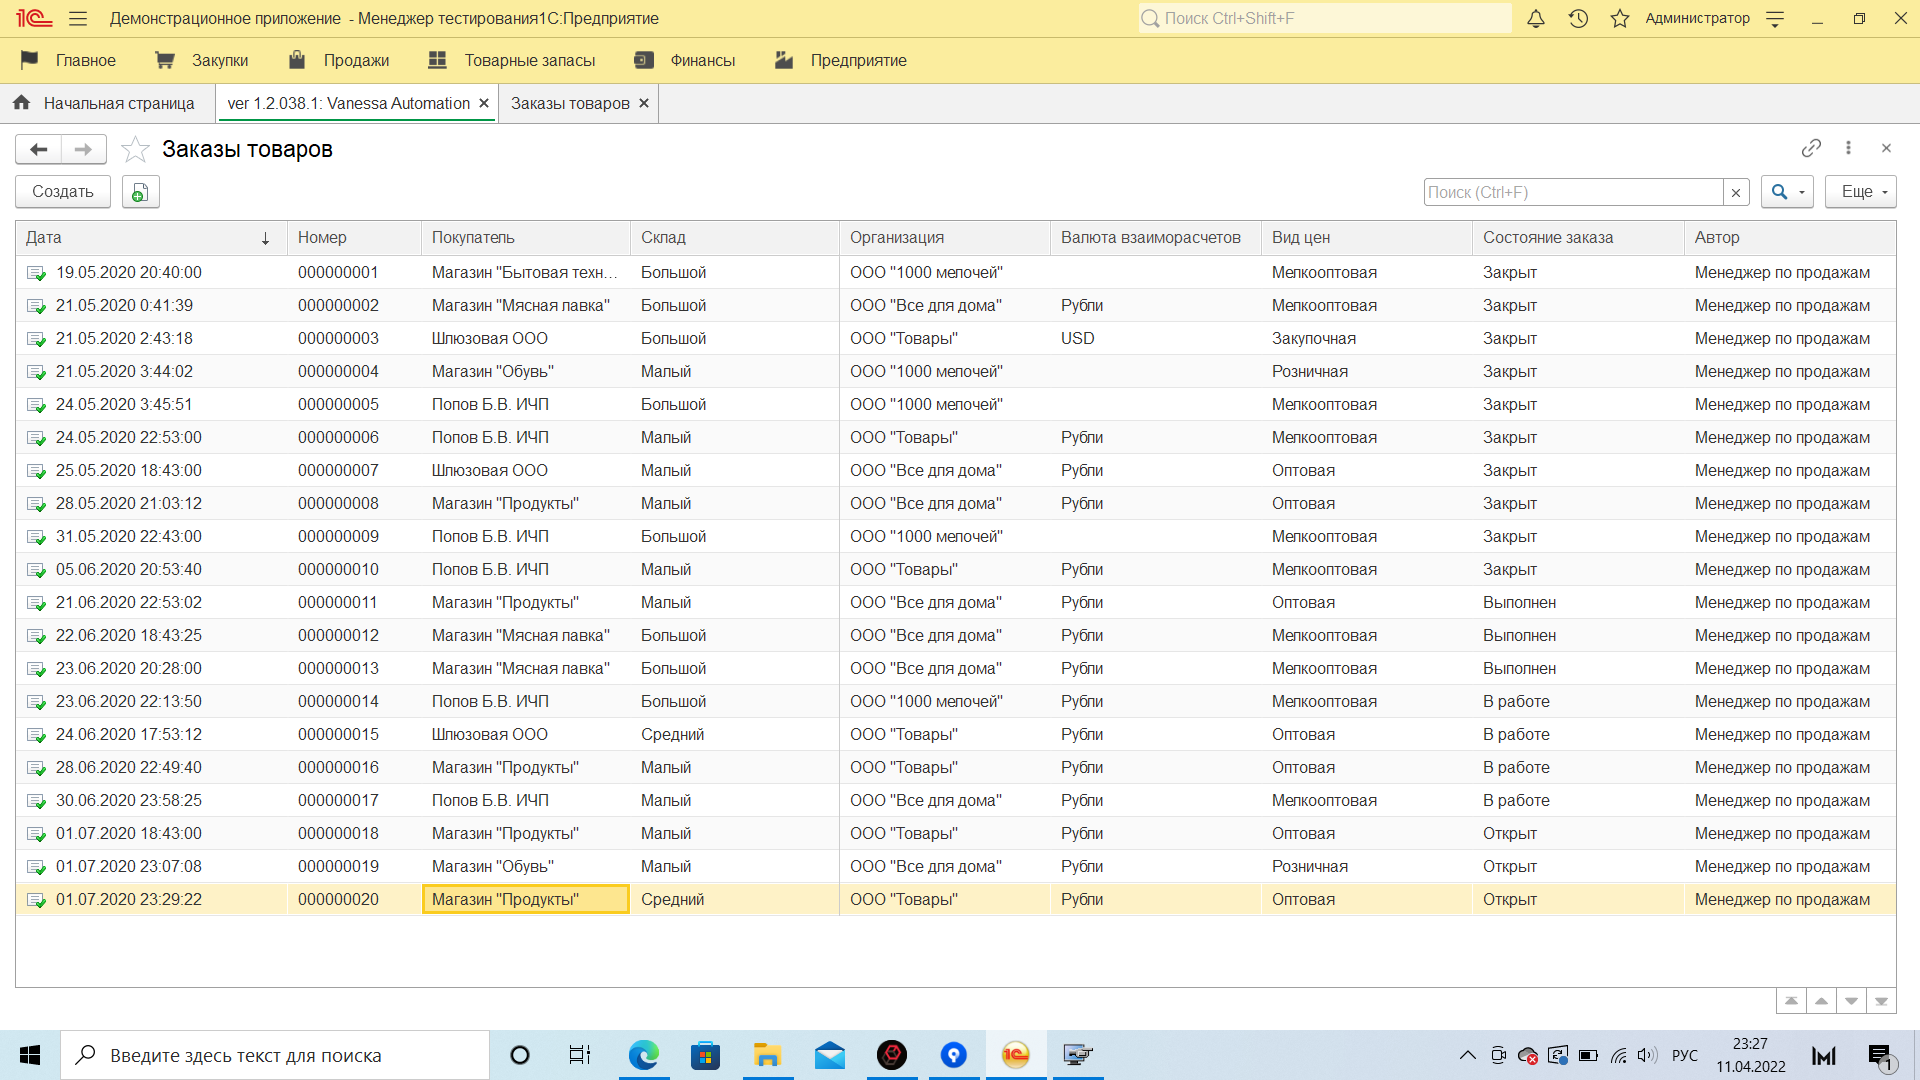 1С Демонстрационное приложение - Менеджер тестирования1С:Предприятие Поиск Ctrl+Shift+F Администратор
Главное Закупки Продажи Товарные запасы Финансы Предприятие
Начальная страница ver 1.2.038.1: Vanessa Automation Заказы товаров
Заказы товаров
Создать Поиск (Ctrl+F) Еще
Дата Номер Покупатель Склад Организация Валюта взаиморасчетов Вид цен Состояние заказа Автор
19.05.2020 20:40:00 000000001 Магазин "Бытовая техн... Большой ООО "1000 мелочей" Мелкооптовая Закрыт Менеджер по продажам
21.05.2020 0:41:39 000000002 Магазин "Мясная лавка" Большой ООО "Все для дома" Рубли Мелкооптовая Закрыт Менеджер по продажам
21.05.2020 2:43:18 000000003 Шлюзовая ООО Большой ООО "Товары" USD Закупочная Закрыт Менеджер по продажам
21.05.2020 3:44:02 000000004 Магазин "Обувь" Малый ООО "1000 мелочей" Розничная Закрыт Менеджер по продажам
24.05.2020 3:45:51 000000005 Попов Б.В. ИЧП Большой ООО "1000 мелочей" Мелкооптовая Закрыт Менеджер по продажам
24.05.2020 22:53:00 000000006 Попов Б.В. ИЧП Малый ООО "Товары" Рубли Мелкооптовая Закрыт Менеджер по продажам
25.05.2020 18:43:00 000000007 Шлюзовая ООО Малый ООО "Все для дома" Рубли Оптовая Закрыт Менеджер по продажам
28.05.2020 21:03:12 000000008 Магазин "Продукты" Малый ООО "Все для дома" Рубли Оптовая Закрыт Менеджер по продажам
31.05.2020 22:43:00 000000009 Попов Б.В. ИЧП Большой ООО "1000 мелочей" Мелкооптовая Закрыт Менеджер по продажам
05.06.2020 20:53:40 000000010 Попов Б.В. ИЧП Малый ООО "Товары" Рубли Мелкооптовая Закрыт Менеджер по продажам
21.06.2020 22:53:02 000000011 Магазин "Продукты" Малый ООО "Все для дома" Рубли Оптовая Выполнен Менеджер по продажам
22.06.2020 18:43:25 000000012 Магазин "Мясная лавка" Большой ООО "Все для дома" Рубли Мелкооптовая Выполнен Менеджер по продажам
23.06.2020 20:28:00 000000013 Магазин "Мясная лавка" Большой ООО "Все для дома" Рубли Мелкооптовая Выполнен Менеджер по продажам
23.06.2020 22:13:50 000000014 Попов Б.В. ИЧП Большой ООО "1000 мелочей" Рубли Мелкооптовая В работе Менеджер по продажам
24.06.2020 17:53:12 000000015 Шлюзовая ООО Средний ООО "Товары" Рубли Оптовая В работе Менеджер по продажам
28.06.2020 22:49:40 000000016 Магазин "Продукты" Малый ООО "Товары" Рубли Оптовая В работе Менеджер по продажам
30.06.2020 23:58:25 000000017 Попов Б.В. ИЧП Малый ООО "Все для дома" Рубли Мелкооптовая В работе Менеджер по продажам
01.07.2020 18:43:00 000000018 Магазин "Продукты" Малый ООО "Товары" Рубли Оптовая Открыт Менеджер по продажам
01.07.2020 23:07:08 000000019 Магазин "Обувь" Малый ООО "Все для дома" Рубли Розничная Открыт Менеджер по продажам
01.07.2020 23:29:22 000000020 Магазин "Продукты" Средний ООО "Товары" Рубли Оптовая Открыт Менеджер по продажам
Введите здесь текст для поиска 1С РУС 23:27
11.04.2022 1